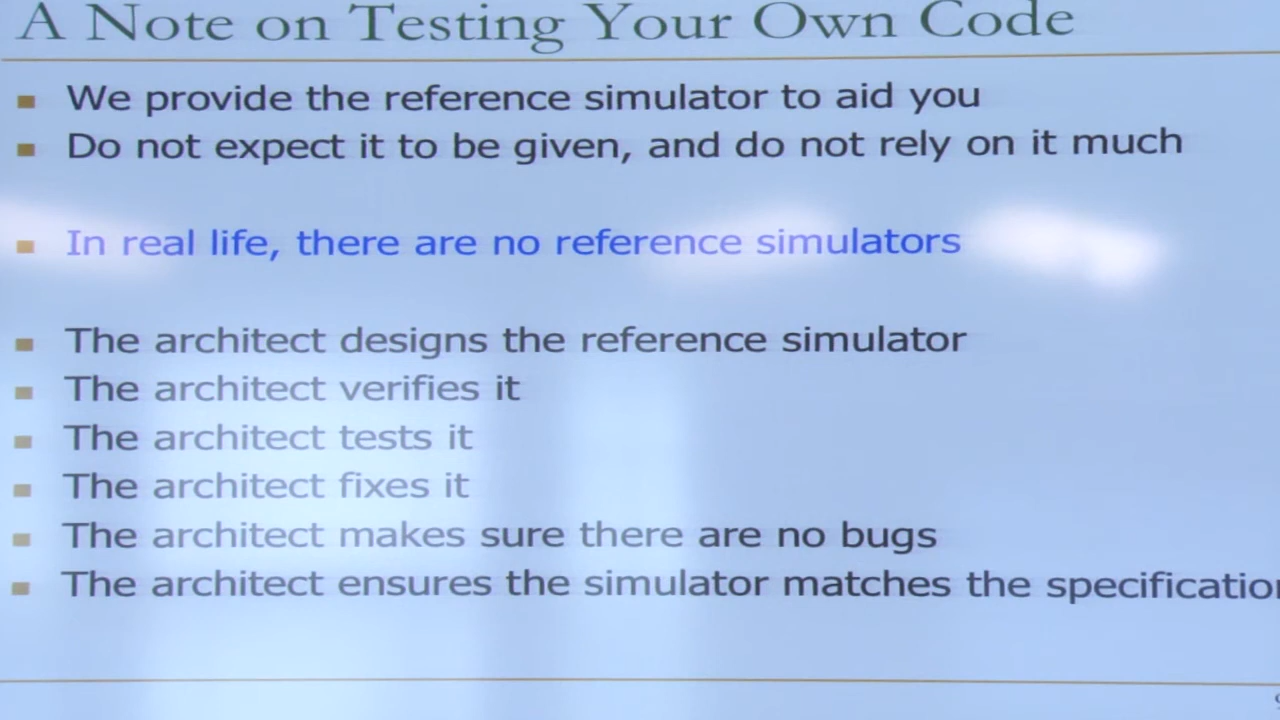 A Note on Testing Your Own Code
We provide the reference simulator to aid you
Do not expect it to be given, and do not rely on it much
In real life, there are no reference simulators
The architect designs the reference simulator
The architect verifies it
The architect tests it
The architect fixes it
The architect makes sure there are no bugs
The architect ensures the simulator matches the specification